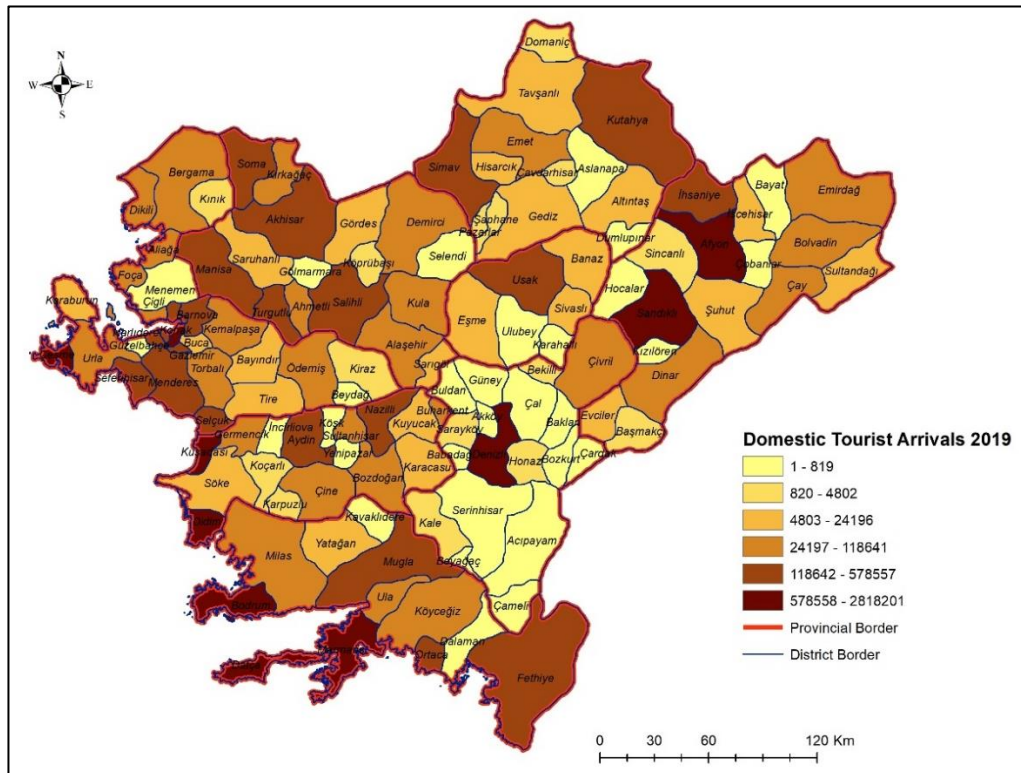 N
W E
S
Domaniç
Tavşanlı
Kutahya
Emet
Simav
Hisarcık
Çavdarhisar
Aslanapa
Bergama
Soma
Kırkağaç
Kınık
Dikili
Akhisar
Gördes
Demirci
Şaphane
Pazarlar
Gediz
Altıntaş
İhsaniye
Bayat
Emirdağ
İscehisar
Dumlupınar
Afyon
Bolvadin
Aliağa
Saruhanlı
Köprübaşı
Selendi
Banaz
Sincanlı
Çobanlar
Sultandağı
Manisa
Gölmarmara
Usak
Hocalar
Foça
Menemen
Çigli
Karaburun
Ahmetli
Salihli
Kula
Sivaslı
Sandıklı
Şuhut
Çay
Bornova
Turgutlu
Eşme
Ulubey
Karahallı
Kemalpaşa
Konak
Narlıdere
Buca
Güzelbahçe
Gaziemir
Urla
Alaşehir
Kızılören
Torbalı
Bayındır
Ödemiş
Kiraz
Sarıgöl
Çivril
Dinar
Seferihisar
Menderes
Beydağ
Tire
Buldan
Güney
Bekilli
Çal
Selçuk
Nazilli
Kuyucak
Buharkent
Akköy
Baklan
Evciler
Başmakçı
Germencik
İncirliova
Köşk
Sultanhisar
Aydin
Sarayköy
Kusadası
Yenipazar
Babadağ
Denizli
Honaz
Bozkurt
Çardak
Koçarlı
Söke
Karacasu
Bozdoğan
Çine
Karpuzlu
Serinhisar
Didim
Kavaklıdere
Kale
Yatağan
Acıpayam
Milas
Mugla
Beyağaç
Bodrum
Ula
Köyceğiz
Çameli
Dalaman
Ortaca
Fethiye
Domestic Tourist Arrivals 2019
1 - 819
820 - 4802
4803 - 24196
24197 - 118641
118642 - 578557
578558 - 2818201
Provincial Border
District Border
0 30 60 120 Km